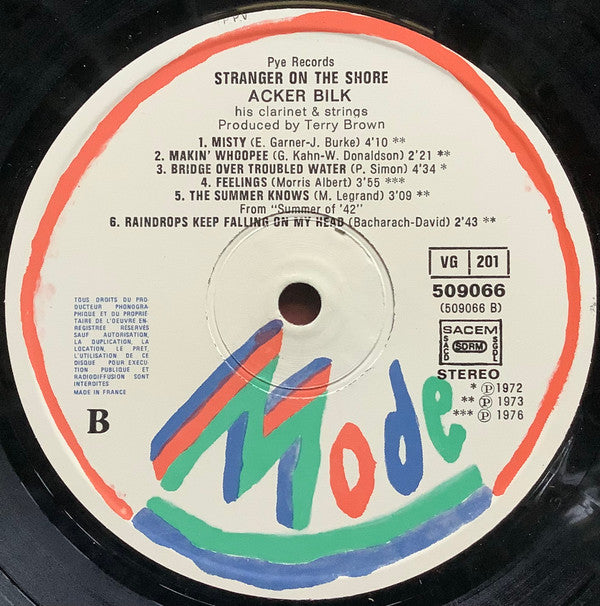 P.P.V
Pye Records
STRANGER ON THE SHORE
ACKER BILK
his clarinet & strings
Produced by Terry Brown
1. MISTY (E. Garner-J. Burke) 4'10 **
2. MAKIN' WHOOPEE (G. Kahn-W. Donaldson) 2'21 **
3. BRIDGE OVER TROUBLED WATER (P. Simon) 4'34 *
4. FEELINGS (Morris Albert) 3'55 ***
5. THE SUMMER KNOWS (M. Legrand) 3'09 **
From "Summer of '42"
6. RAINDROPS KEEP FALLING ON MY HEAD (Bacharach-David) 2'43 **
VG | 201
509066
(509066 B)
SACEM
SACD SDRM SGDL
STEREO
* ℗ 1972
** ℗ 1973
*** ℗ 1976
TOUS DROITS DU PRO-
DUCTEUR PHONOGRA-
PHIQUE ET DU PROPRIE-
TAIRE DE L'OEUVRE EN-
REGISTREE RESERVES
SAUF AUTORISATION,
LA DUPLICATION, LA
LOCATION, LE PRET,
L'UTILISATION DE CE
DISQUE POUR EXECU-
TION PUBLIQUE ET
RADIODIFFUSION SONT
INTERDITES
MADE IN FRANCE
B
Mode